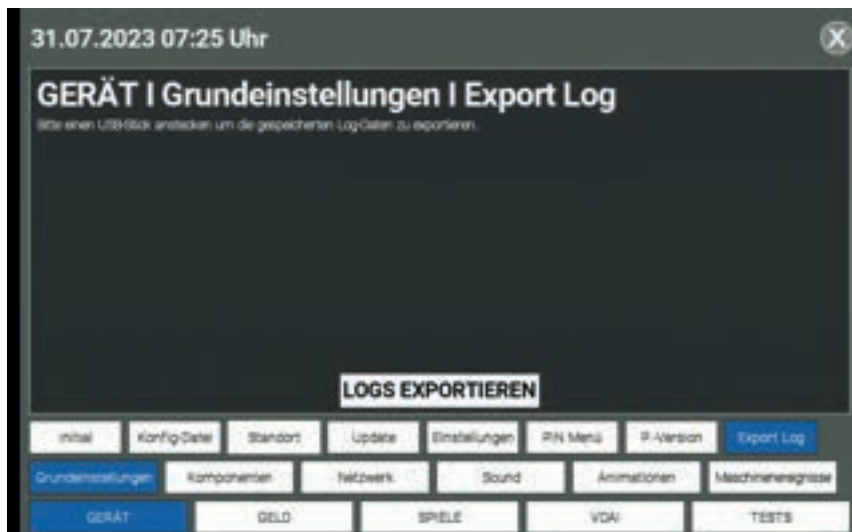 31.07.2023 07:25 Uhr
X
GERÄT I Grundeinstellungen I Export Log
Bitte einen USB-Stick anstecken um die gespeicherten Log-Daten zu exportieren.
LOGS EXPORTIEREN
Initial Konfig-Datei Standort Update Einstellungen PIN Menü P.-Version Export Log
Grundeinstellungen Komponenten Netzwerk Sound Animationen Maschinenereignisse
GERÄT GELD SPIELE VDAI TESTS